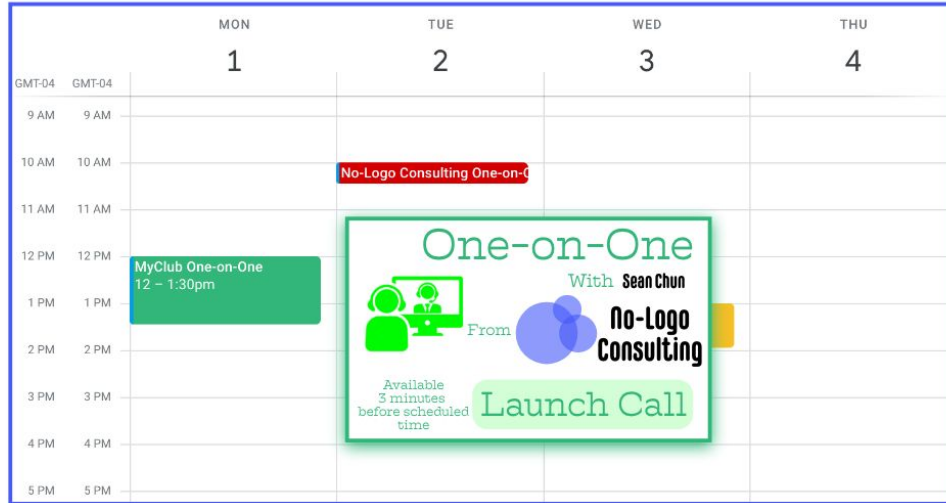 MON TUE WED THU
1 2 3 4
GMT-04 GMT-04
9 AM 9 AM
10 AM 10 AM
No-Logo Consulting One-on-O
11 AM 11 AM
12 PM 12 PM
MyClub One-on-One
12 – 1:30pm
1 PM 1 PM
2 PM 2 PM
3 PM 3 PM
4 PM 4 PM
5 PM 5 PM
One-on-One
With Sean Chun
From No-Logo
Consulting
Available
3 minutes
before scheduled
time
Launch Call